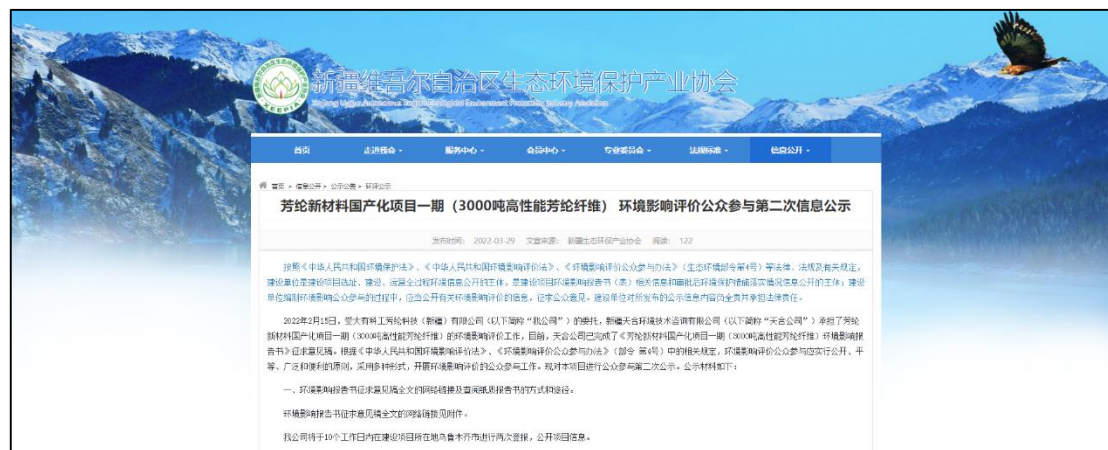 新疆维吾尔自治区生态环境保护产业协会
首页 走进我会 服务中心 会员中心 专业委员会 法规标准 信息公开
首页 > 信息公开 > 公示公告 > 环评公示
芳纶新材料国产化项目一期（3000吨高性能芳纶纤维） 环境影响评价公众参与第二次信息公示
发布时间： 2022-03-29 文章来源： 新疆生态环保产业协会 阅读： 122
按照《中华人民共和国环境保护法》、《中华人民共和国环境影响评价法》、《环境影响评价公众参与办法》（生态环境部令第4号）等法律、法规及有关规定，
建设单位是建设项目选址、建设、运营全过程环境信息公开的主体，是建设项目环境影响报告书（表）相关信息和审批后环境保护措施落实情况信息公开的主体；建设
单位编制环境影响公众参与的过程中，应当公开有关环境影响评价的信息，征求公众意见。建设单位对所发布的公示信息内容负全责并承担法律责任。
2022年2月15日，受大有科工芳纶科技（新疆）有限公司（以下简称“我公司”）的委托，新疆天合环境技术咨询有限公司（以下简称“天合公司”）承担了芳纶
新材料国产化项目一期（3000吨高性能芳纶纤维）的环境影响评价工作，目前，天合公司已完成了《芳纶新材料国产化项目一期（3000吨高性能芳纶纤维）环境影响报
告书》征求意见稿。根据《中华人民共和国环境影响评价法》、《环境影响评价公众参与办法》（部令 第4号）中的相关规定，环境影响评价公众参与应实行公开、平
等、广泛和便利的原则，采用多种形式，开展环境影响评价的公众参与工作。现对本项目进行公众参与第二次公示。公示材料如下：
一、环境影响报告书征求意见稿全文的网络链接及查阅纸质报告书的方式和途径。
环境影响报告书征求意见稿全文的网络链接见附件。
我公司将于10个工作日内在建设项目所在地乌鲁木齐市进行两次登报，公开项目信息。